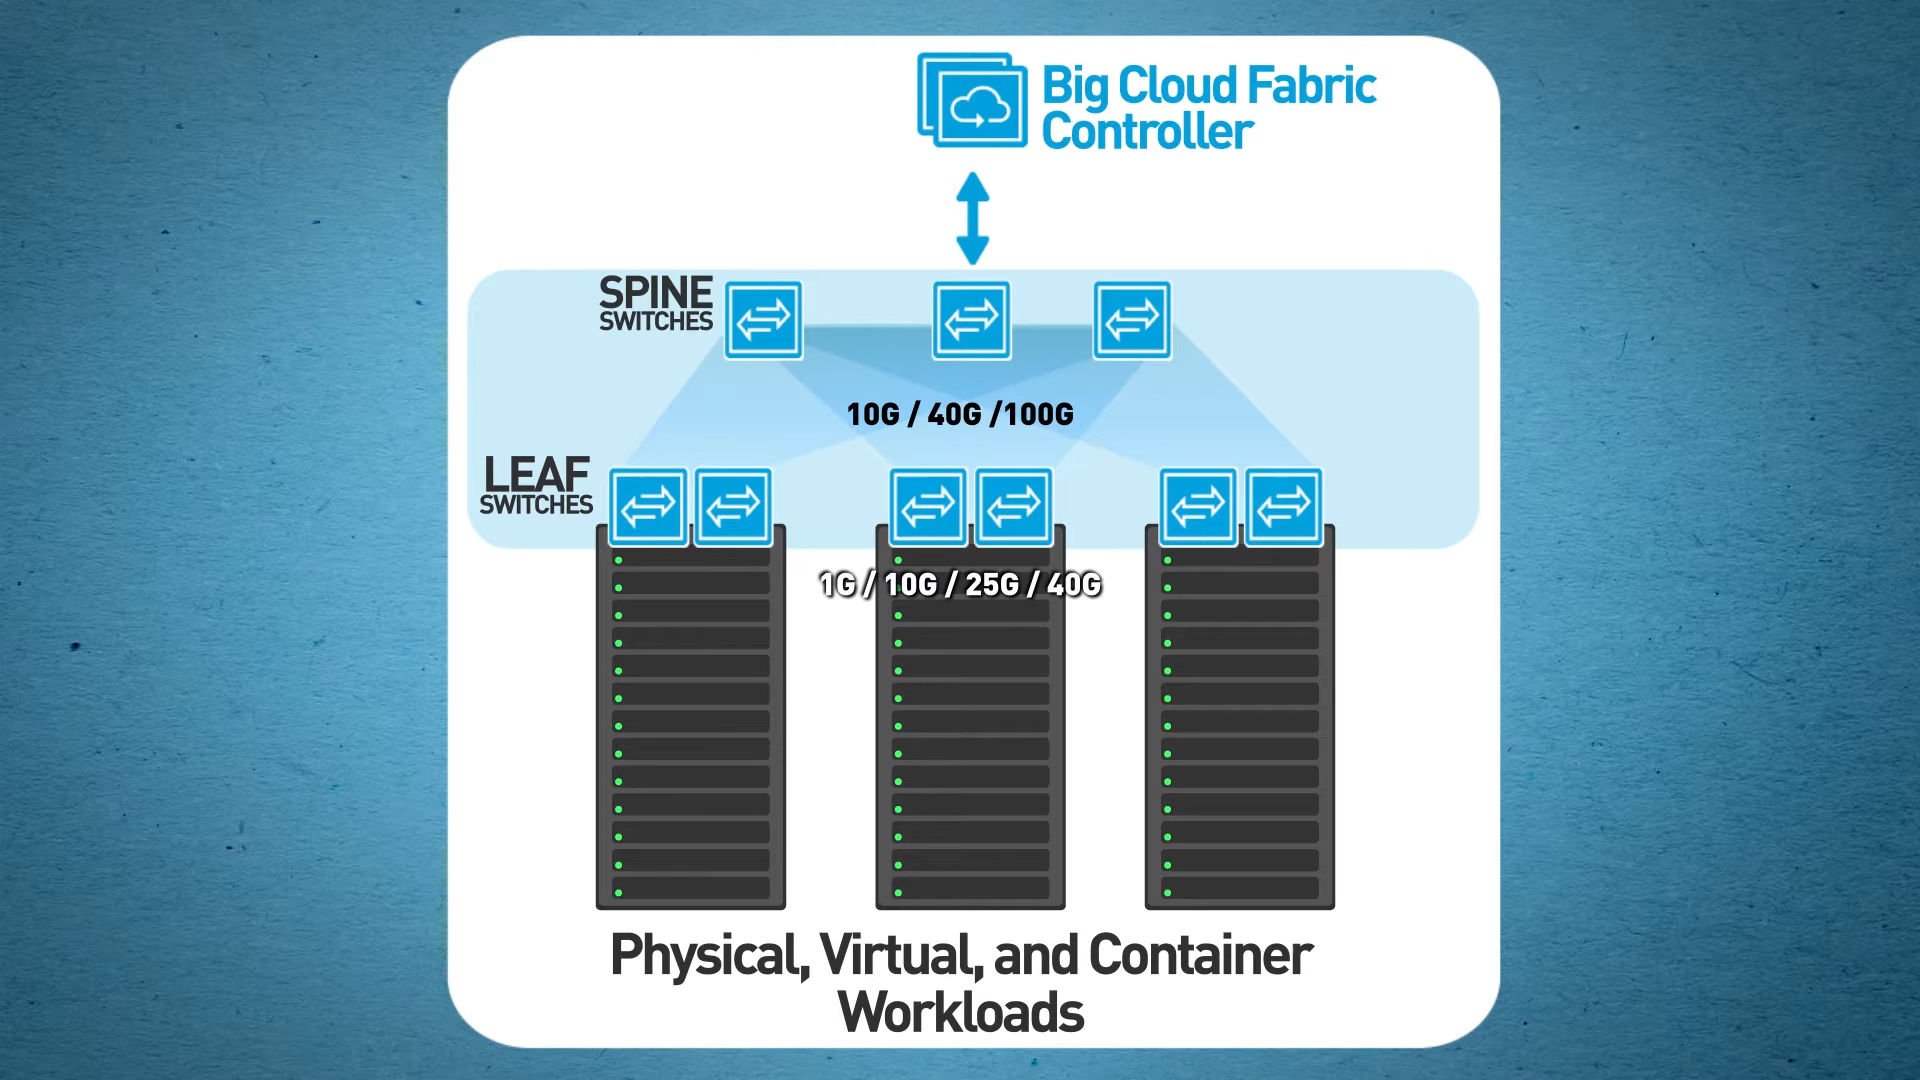 Big Cloud Fabric
Controller
SPINE
SWITCHES
10G / 40G /100G
LEAF
SWITCHES
1G / 10G / 25G / 40G
Physical, Virtual, and Container
Workloads